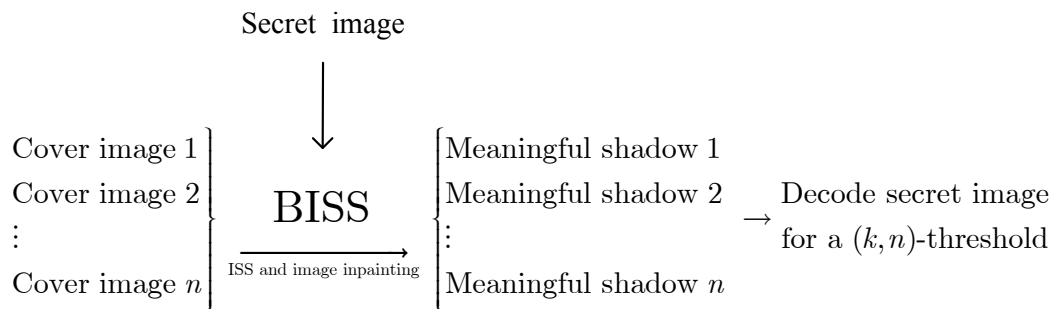 Secret image
Cover image 1
Cover image 2
⋮
Cover image n
BISS
ISS and image inpainting
Meaningful shadow 1
Meaningful shadow 2
⋮
Meaningful shadow n
Decode secret image
for a (k, n)-threshold